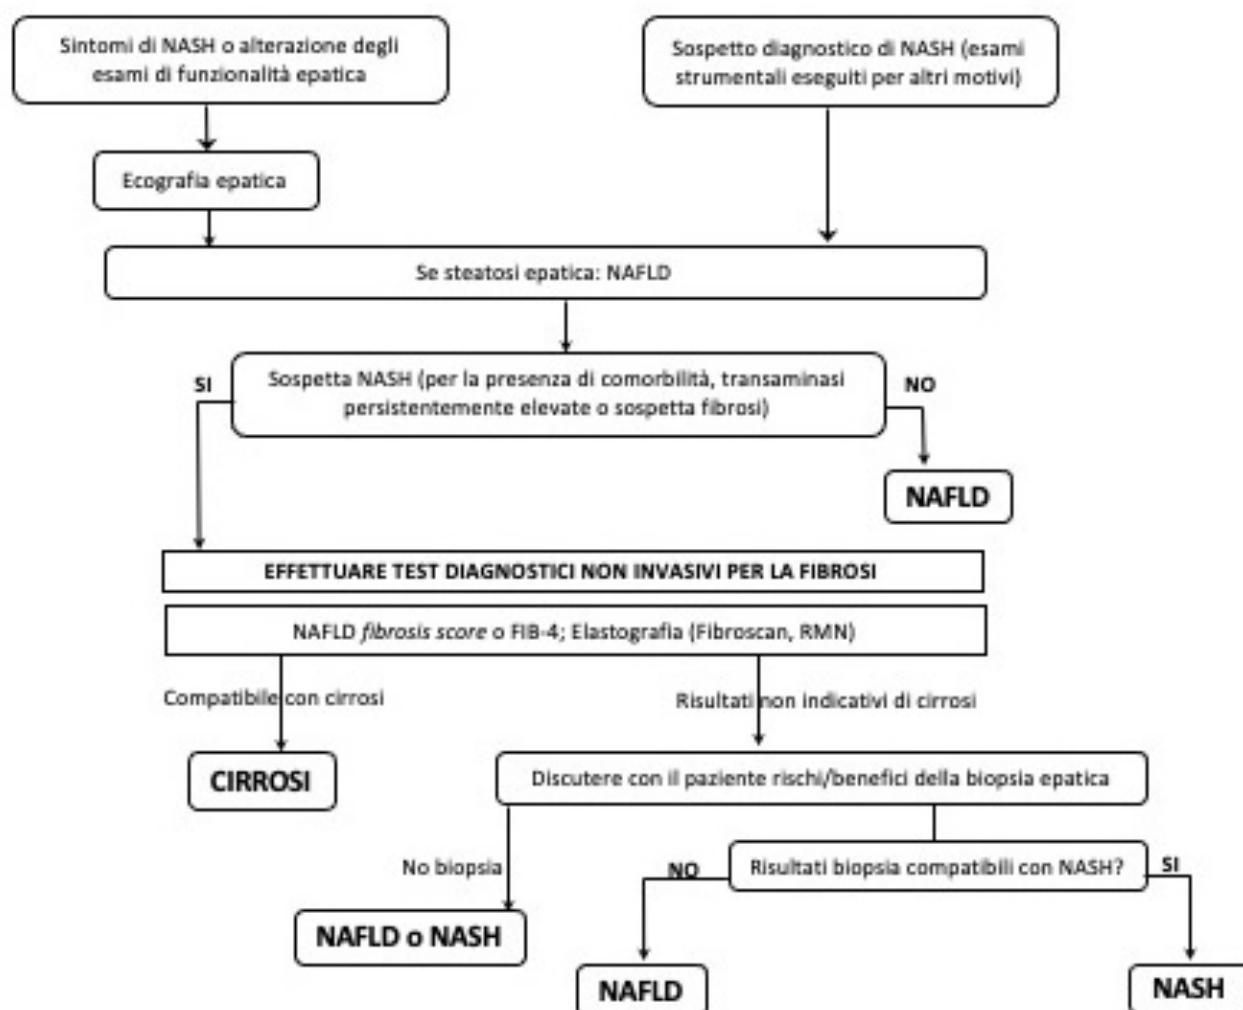 Sintomi di NASH o alterazione degli
esami di funzionalità epatica
Sospetto diagnostico di NASH (esami
strumentali eseguiti per altri motivi)
Ecografia epatica
Se steatosi epatica: NAFLD
SI
Sospetta NASH (per la presenza di comorbilità, transaminasi
persistentemente elevate o sospetta fibrosi)
NO
NAFLD
EFFETTUARE TEST DIAGNOSTICI NON INVASIVI PER LA FIBROSI
NAFLD fibrosis score o FIB-4; Elastografia (Fibroscan, RMN)
Compatibile con cirrosi
Risultati non indicativi di cirrosi
CIRROSI
Discutere con il paziente rischi/benefici della biopsia epatica
No biopsia
NO
Risultati biopsia compatibili con NASH?
SI
NAFLD o NASH
NAFLD
NASH